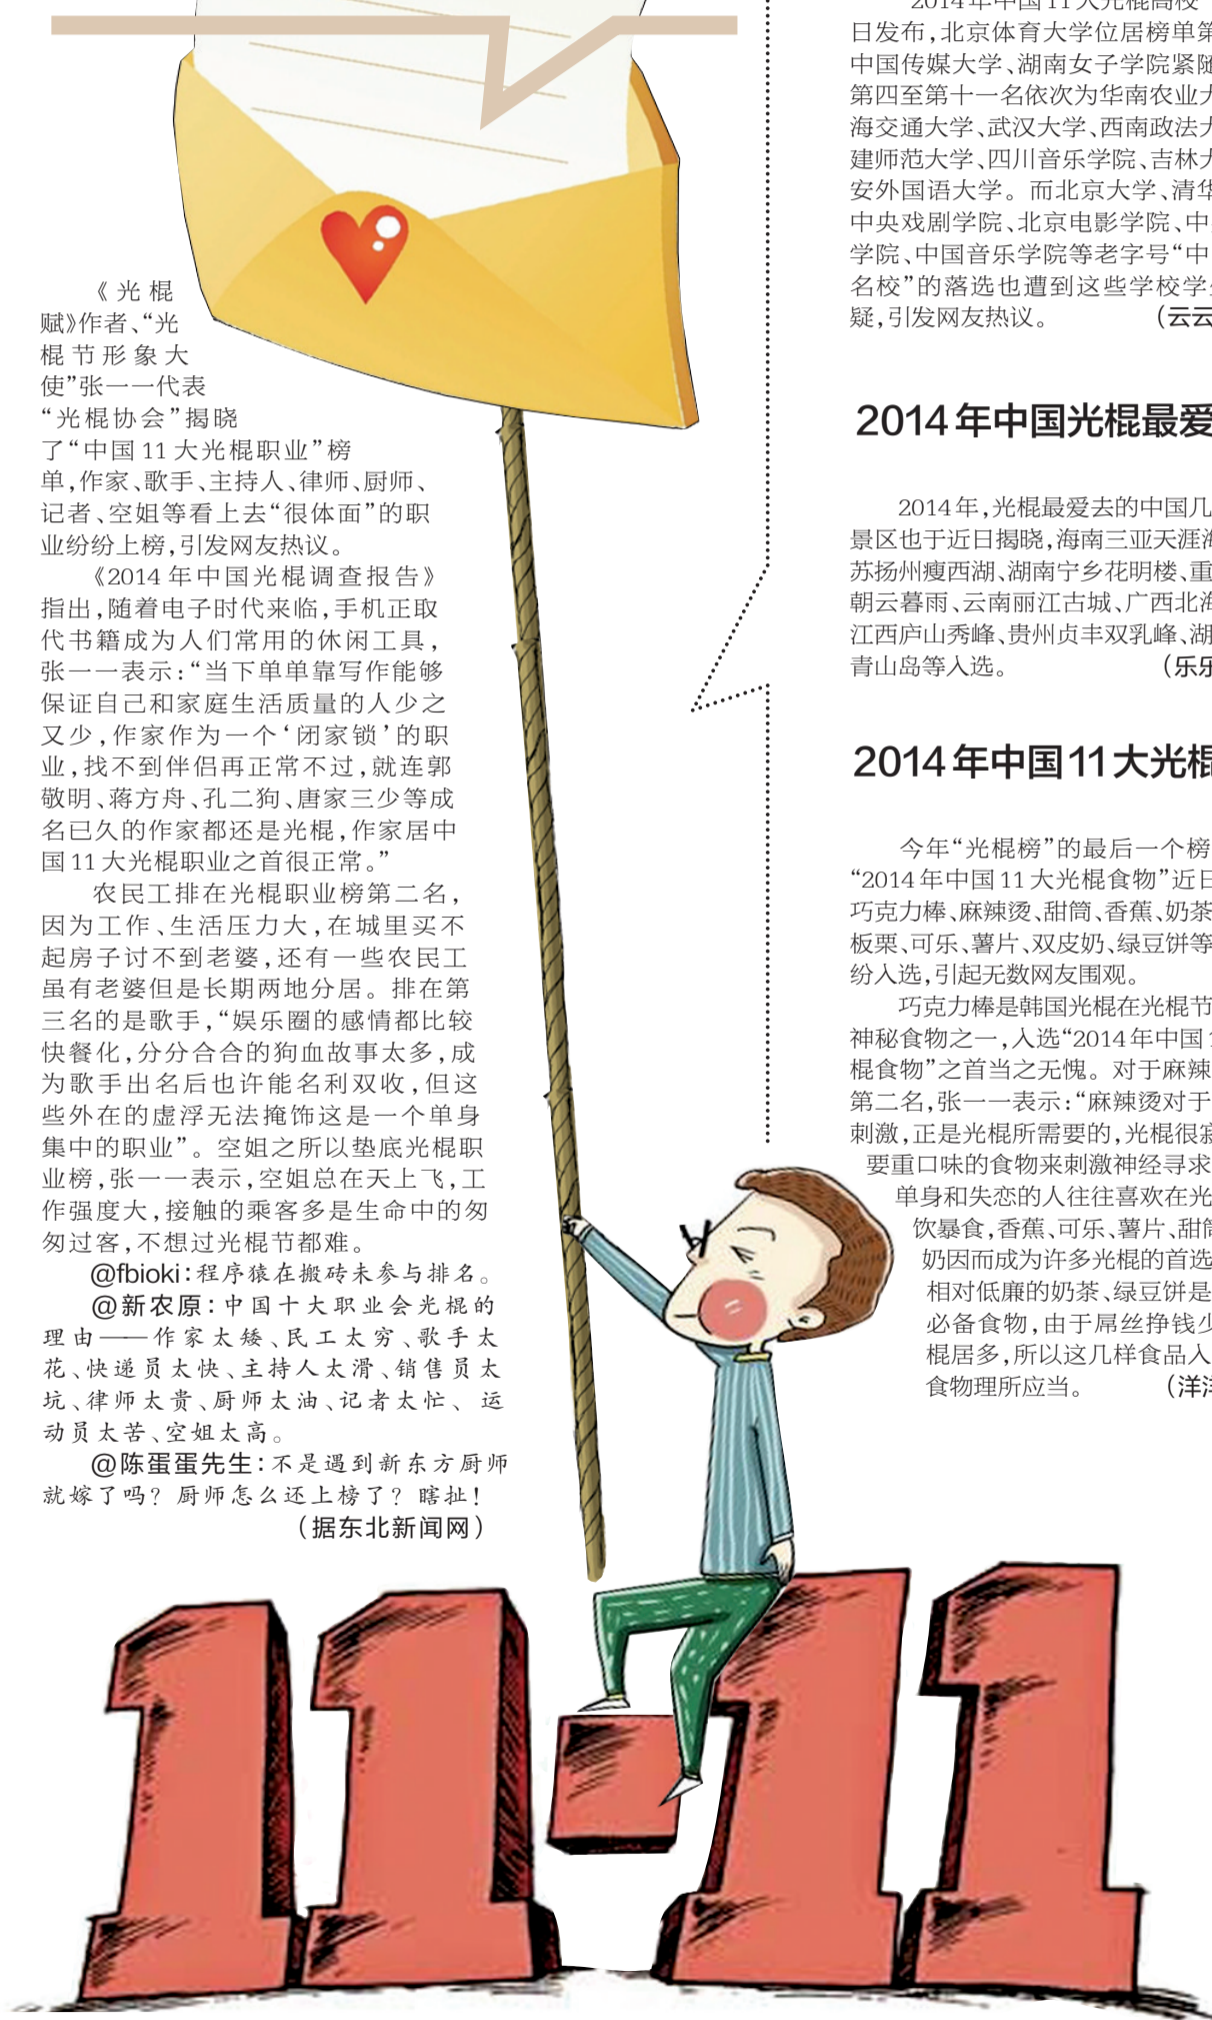 《光棍
赋》作者、“光
棍节形象大
使”张一一代表
“光棍协会”揭晓
了“中国11大光棍职业”榜
单,作家、歌手、主持人、律师、厨师、
记者、空姐等看上去“很体面”的职
业纷纷上榜,引发网友热议。
《2014年中国光棍调查报告》
指出,随着电子时代来临,手机正取
代书籍成为人们常用的休闲工具,
张一一表示:“当下单单靠写作能够
保证自己和家庭生活质量的人少之
又少,作家作为一个‘闭家锁’的职
业,找不到伴侣再正常不过,就连郭
敬明、蒋方舟、孔二狗、唐家三少等成
名已久的作家都还是光棍,作家居中
国11大光棍职业之首很正常。”
农民工排在光棍职业榜第二名,
因为工作、生活压力大,在城里买不
起房子讨不到老婆,还有一些农民工
虽有老婆但是长期两地分居。排在第
三名的是歌手,“娱乐圈的感情都比较
快餐化,分分合合的狗血故事太多,成
为歌手出名后也许能名利双收,但这
些外在的虚浮无法掩饰这是一个单身
集中的职业”。空姐之所以垫底光棍职
业榜,张一一表示,空姐总在天上飞,工
作强度大,接触的乘客多是生命中的匆
匆过客,不想过光棍节都难。
@fbioki:程序猿在搬砖未参与排名。
@新农原:中国十大职业会光棍的
理由——作家太矮、民工太穷、歌手太
花、快递员太快、主持人太滑、销售员太
坑、律师太贵、厨师太油、记者太忙、运
动员太苦、空姐太高。
@陈蛋蛋先生:不是遇到新东方厨师
就嫁了吗?厨师怎么还上榜了?瞎扯!
(据东北新闻网)
2014年中国11大光棍高校
日发布,北京体育大学位居榜单第
中国传媒大学、湖南女子学院紧随
第四至第十一名依次为华南农业大
海交通大学、武汉大学、西南政法大
建师范大学、四川音乐学院、吉林大
安外国语大学。而北京大学、清华
中央戏剧学院、北京电影学院、中
学院、中国音乐学院等老字号“中
名校”的落选也遭到这些学校学
疑,引发网友热议。 (云云
2014年中国光棍最爱
2014年,光棍最爱去的中国几
景区也于近日揭晓,海南三亚天涯海
苏扬州瘦西湖、湖南宁乡花明楼、重
朝云暮雨、云南丽江古城、广西北海
江西庐山秀峰、贵州贞丰双乳峰、湖
青山岛等入选。 (乐乐
2014年中国11大光棍
今年“光棍榜”的最后一个榜
“2014年中国11大光棍食物”近日
巧克力棒、麻辣烫、甜筒、香蕉、奶茶
板栗、可乐、薯片、双皮奶、绿豆饼等
纷入选,引起无数网友围观。
巧克力棒是韩国光棍在光棍节
神秘食物之一,入选“2014年中国1
棍食物”之首当之无愧。对于麻辣
第二名,张一一表示:“麻辣烫对于
刺激,正是光棍所需要的,光棍很寂
要重口味的食物来刺激神经寻求
单身和失恋的人往往喜欢在光
饮暴食,香蕉、可乐、薯片、甜筒
奶因而成为许多光棍的首选
相对低廉的奶茶、绿豆饼是
必备食物,由于屌丝挣钱少
棍居多,所以这几样食品入
食物理所应当。 (洋洋
11-11